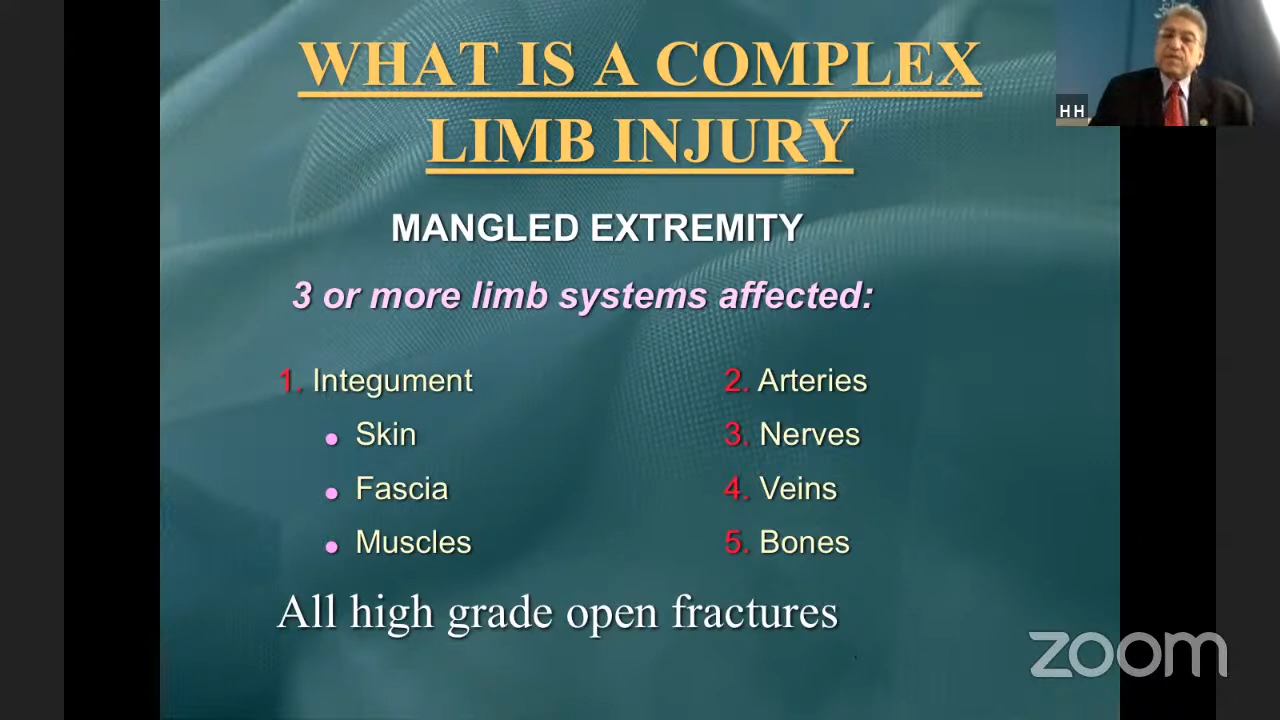 WHAT IS A COMPLEX
LIMB INJURY
HH
MANGLED EXTREMITY
3 or more limb systems affected:
1. Integument
• Skin
• Fascia
• Muscles
2. Arteries
3. Nerves
4. Veins
5. Bones
All high grade open fractures
zoom